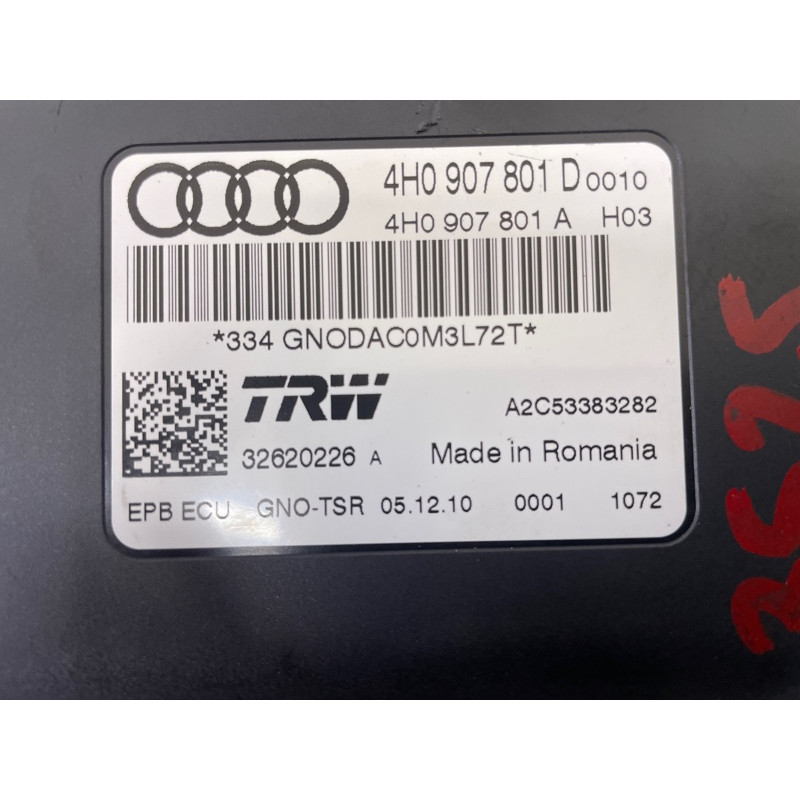 4H0 907 801 D 0010
4H0 907 801 A H03
*334 GNODAC0M3L72T*
TRW
A2C53383282
32620226 A Made in Romania
EPB ECU GNO-TSR 05.12.10 0001 1072